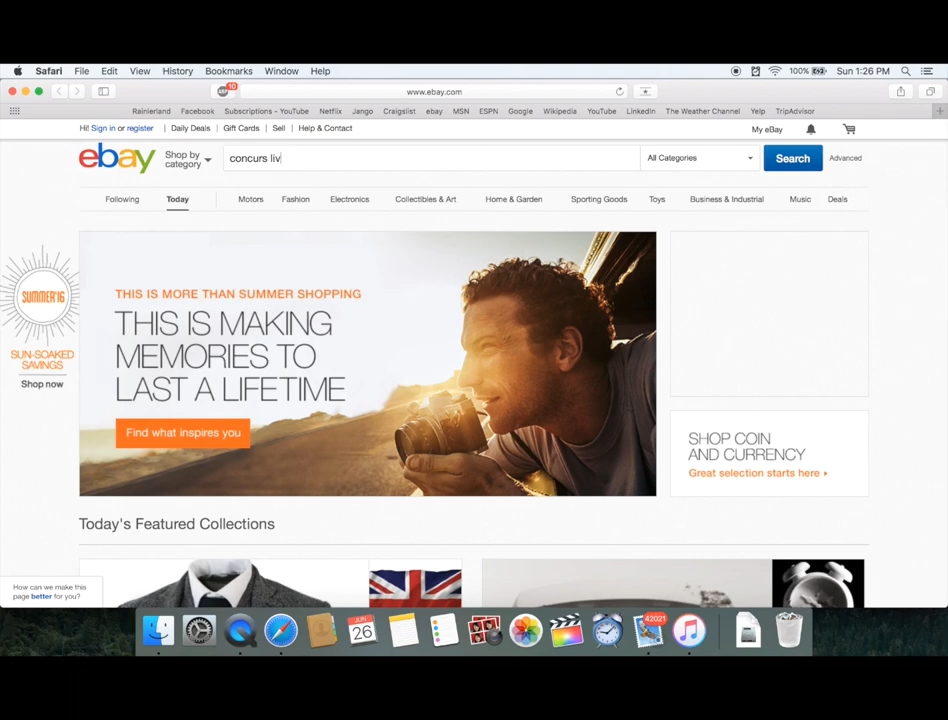 Safari File Edit View History Bookmarks Window Help 100% Sun 1:26 PM
10 www.ebay.com
Rainierland Facebook Subscriptions - YouTube Netflix Jango Craigslist ebay MSN ESPN Google Wikipedia YouTube LinkedIn The Weather Channel Yelp TripAdvisor
Hi! Sign in or register Daily Deals Gift Cards Sell Help & Contact My eBay
ebay Shop by category concurs liv All Categories Search Advanced
Following Today Motors Fashion Electronics Collectibles & Art Home & Garden Sporting Goods Toys Business & Industrial Music Deals
SUMMER'16
SUN-SOAKED
SAVINGS
Shop now
THIS IS MORE THAN SUMMER SHOPPING
THIS IS MAKING
MEMORIES TO
LAST A LIFETIME
Find what inspires you
SHOP COIN
AND CURRENCY
Great selection starts here
Today's Featured Collections
How can we make this
page better for you?
JUN
26
42021